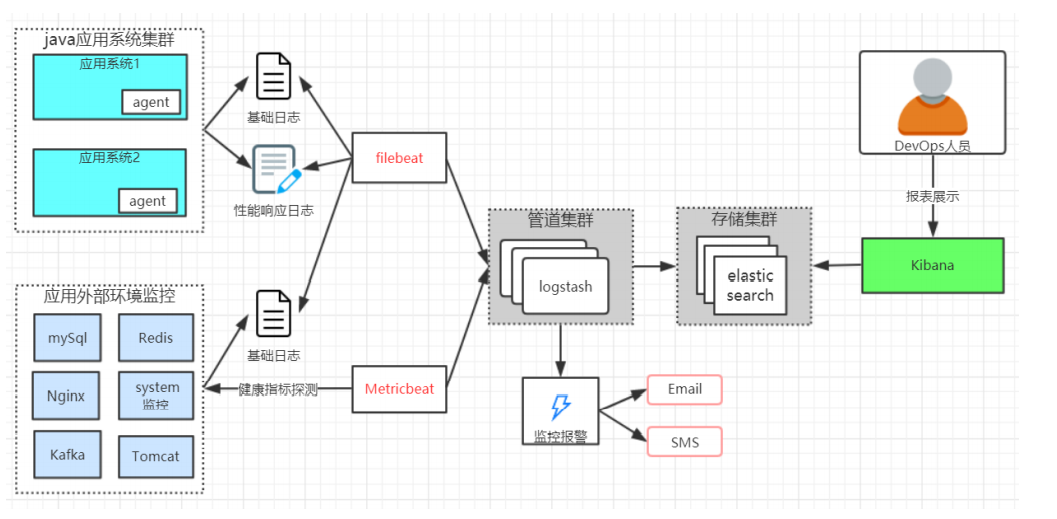 java应用系统集群
应用系统1
agent
应用系统2
agent
基础日志
性能响应日志
filebeat
应用外部环境监控
mySql
Redis
Nginx
system
监控
Kafka
Tomcat
基础日志
健康指标探测
Metricbeat
管道集群
logstash
存储集群
elastic
search
监控报警
Email
SMS
DevOps人员
报表展示
Kibana